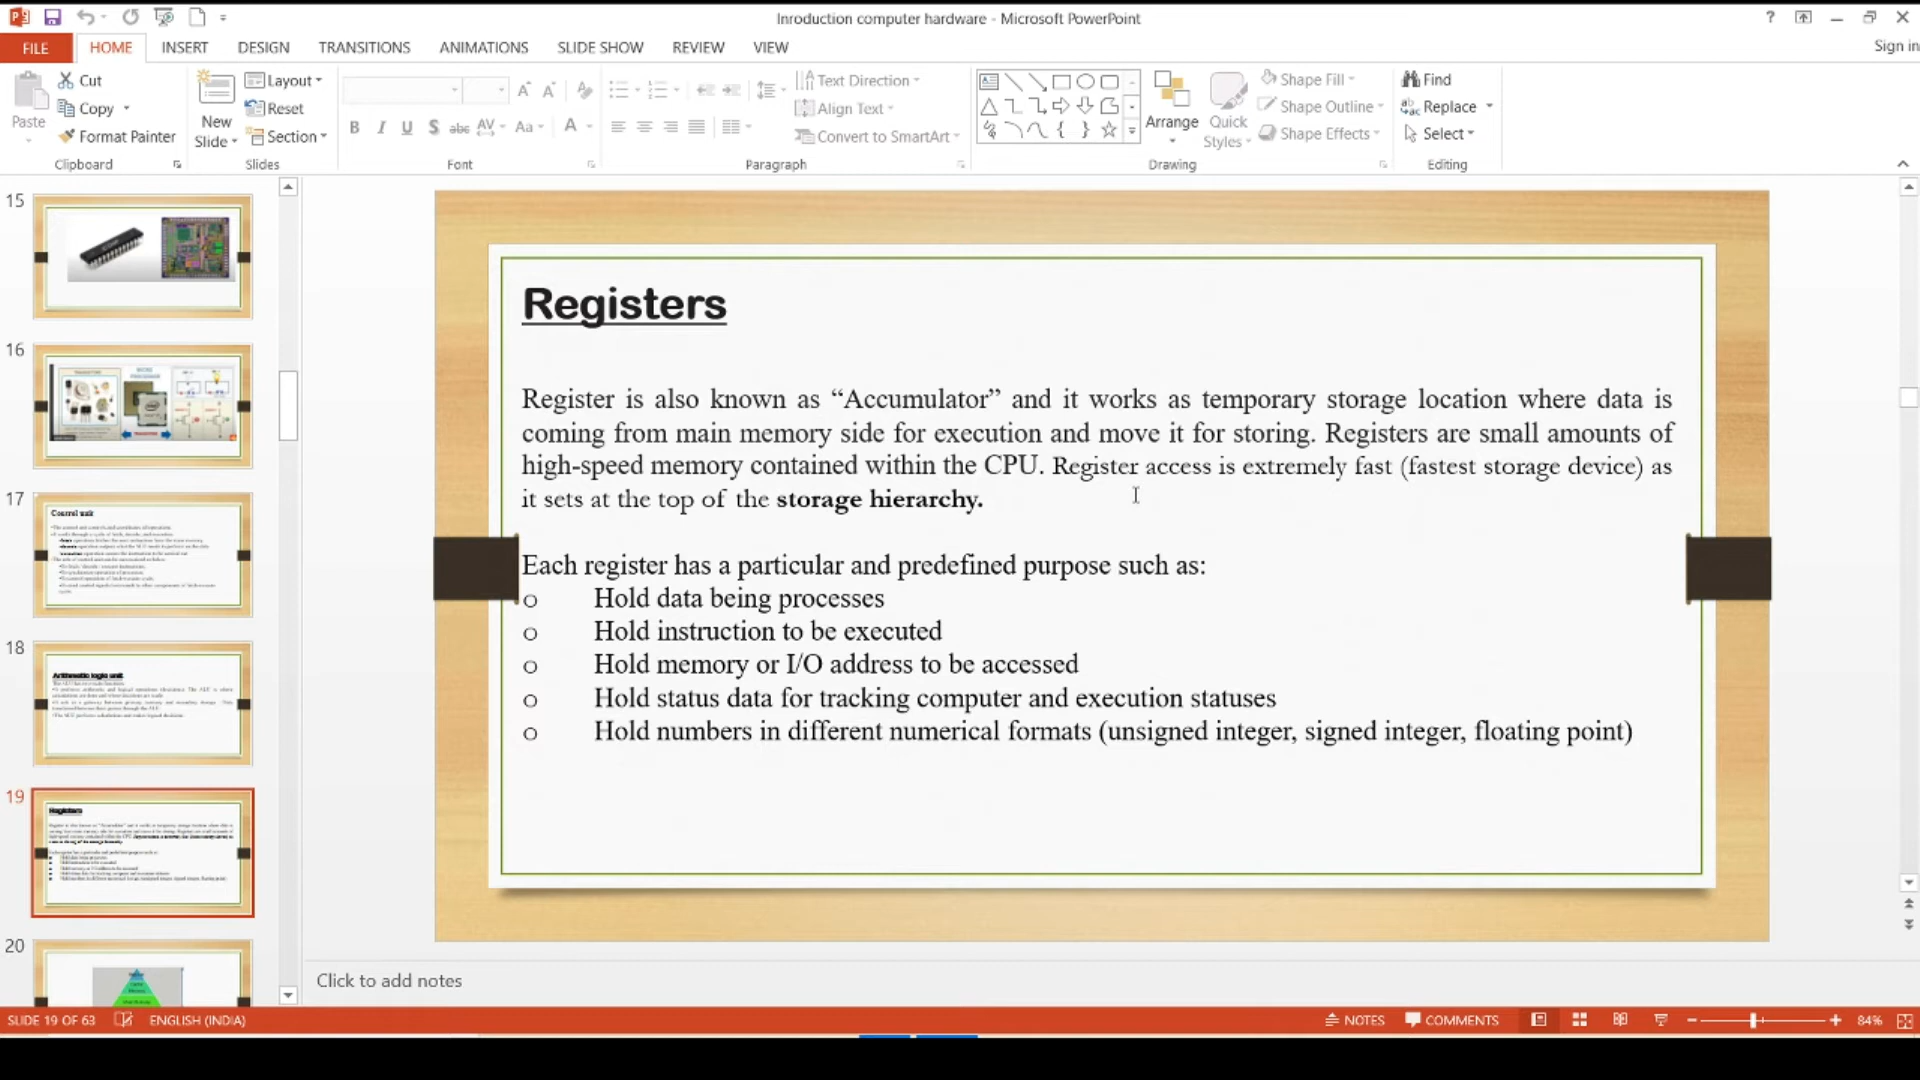 Inroduction computer hardware - Microsoft PowerPoint
?
FILE HOME INSERT DESIGN TRANSITIONS ANIMATIONS SLIDE SHOW REVIEW VIEW Sign in
Paste
Cut
Copy
Format Painter
Clipboard
New Slide
Layout
Reset
Section
Slides
B I U S abc AV Aa A
Font
Text Direction
Align Text
Convert to SmartArt
Paragraph
Arrange
Quick Styles
Shape Fill
Shape Outline
Shape Effects
Drawing
Find
Replace
Select
Editing
15
16
17
Control unit
18
Arithmetic logic unit
19
Registers
20
Registers
Register is also known as “Accumulator” and it works as temporary storage location where data is
coming from main memory side for execution and move it for storing. Registers are small amounts of
high-speed memory contained within the CPU. Register access is extremely fast (fastest storage device) as
it sets at the top of the storage hierarchy.
Each register has a particular and predefined purpose such as:
o Hold data being processes
o Hold instruction to be executed
o Hold memory or I/O address to be accessed
o Hold status data for tracking computer and execution statuses
o Hold numbers in different numerical formats (unsigned integer, signed integer, floating point)
Click to add notes
SLIDE 19 OF 63 ENGLISH (INDIA) NOTES COMMENTS 84%